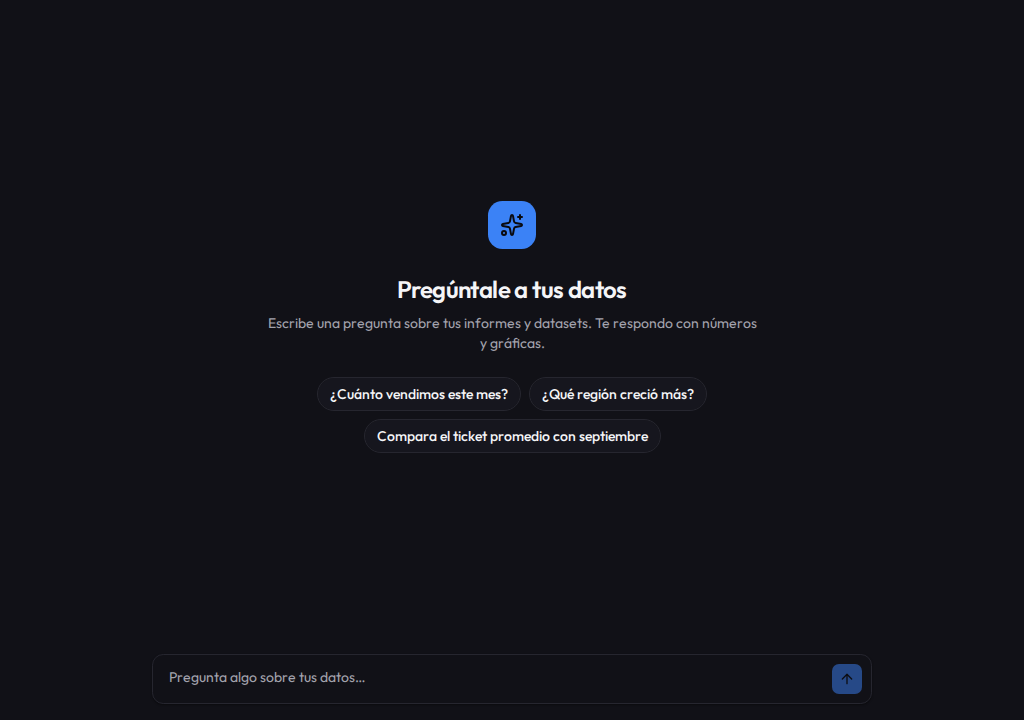 Pregúntale a tus datos
Escribe una pregunta sobre tus informes y datasets. Te respondo con números
y gráficas.
¿Cuánto vendimos este mes?
¿Qué región creció más?
Compara el ticket promedio con septiembre
Pregunta algo sobre tus datos...